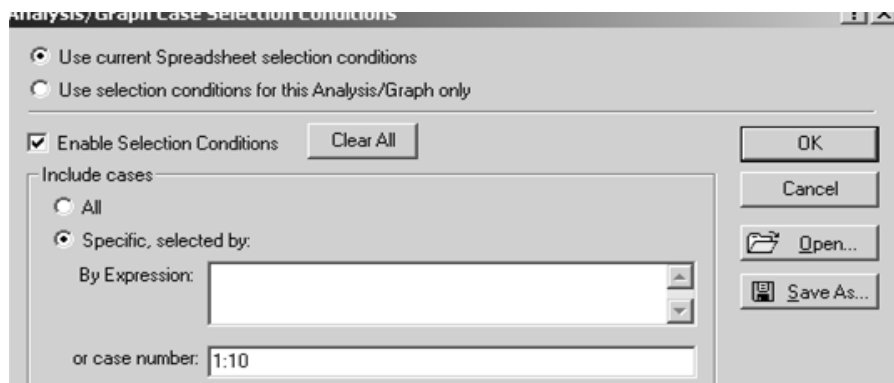 Analysis/Graph Case Selection Conditions
Use current Spreadsheet selection conditions
Use selection conditions for this Analysis/Graph only
Enable Selection Conditions
Clear All
OK
Include cases
Cancel
All
Specific, selected by:
Open...
By Expression:
Save As...
or case number: 1:10